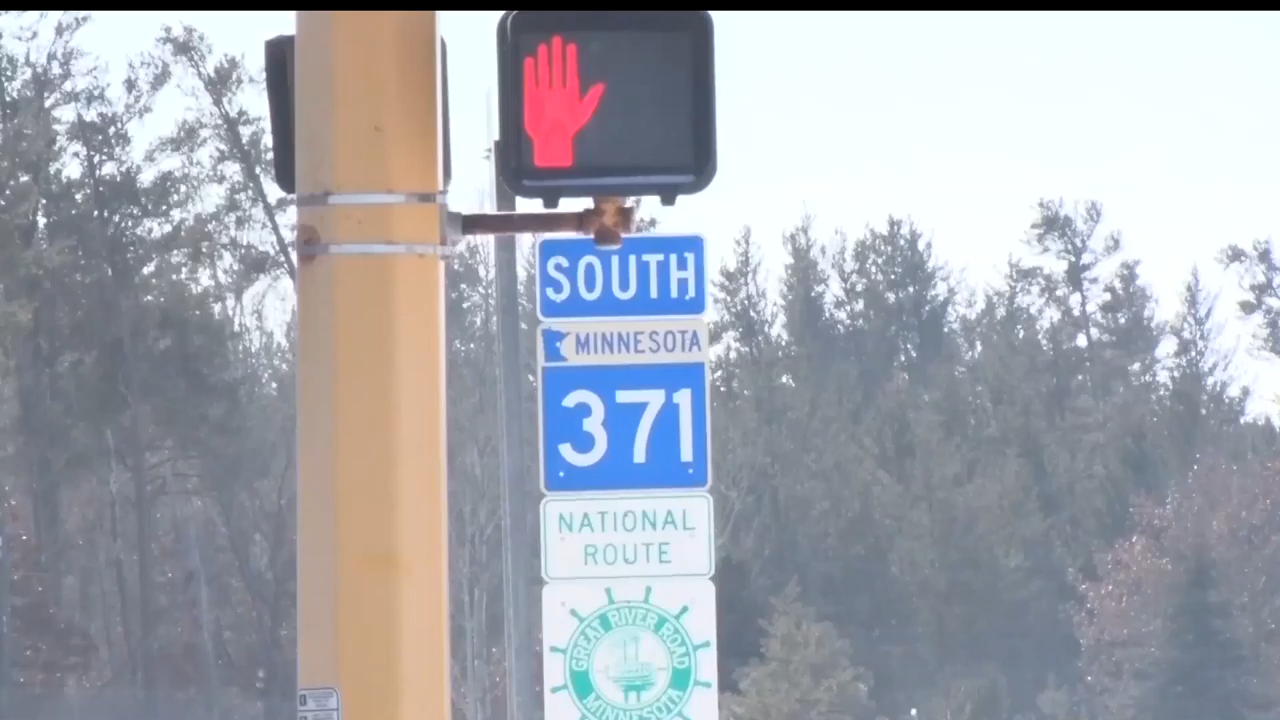 SOUTH
MINNESOTA
371
NATIONAL
ROUTE
GREAT RIVER ROAD
MINNESOTA